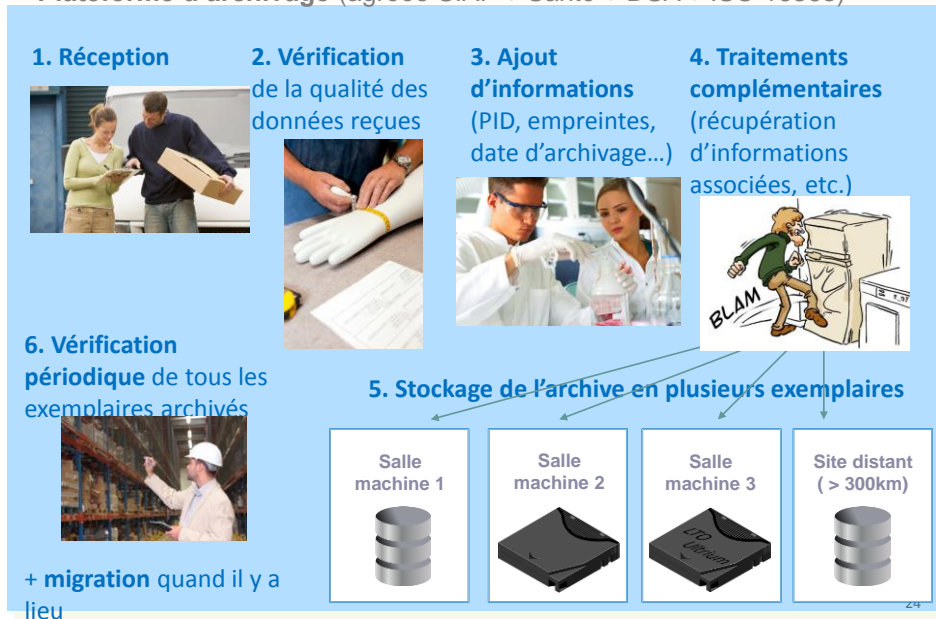 1. Réception
2. Vérification
de la qualité des
données reçues
3. Ajout
d'informations
(PID, empreintes,
date d'archivage…)
4. Traitements
complémentaires
(récupération
d'informations
associées, etc.)
BLAM
6. Vérification
périodique de tous les
exemplaires archivés
+ migration quand il y a
lieu
5. Stockage de l'archive en plusieurs exemplaires
Salle
machine 1
Salle
machine 2
Salle
machine 3
LTO
Ultrium
Site distant
( > 300km)
24